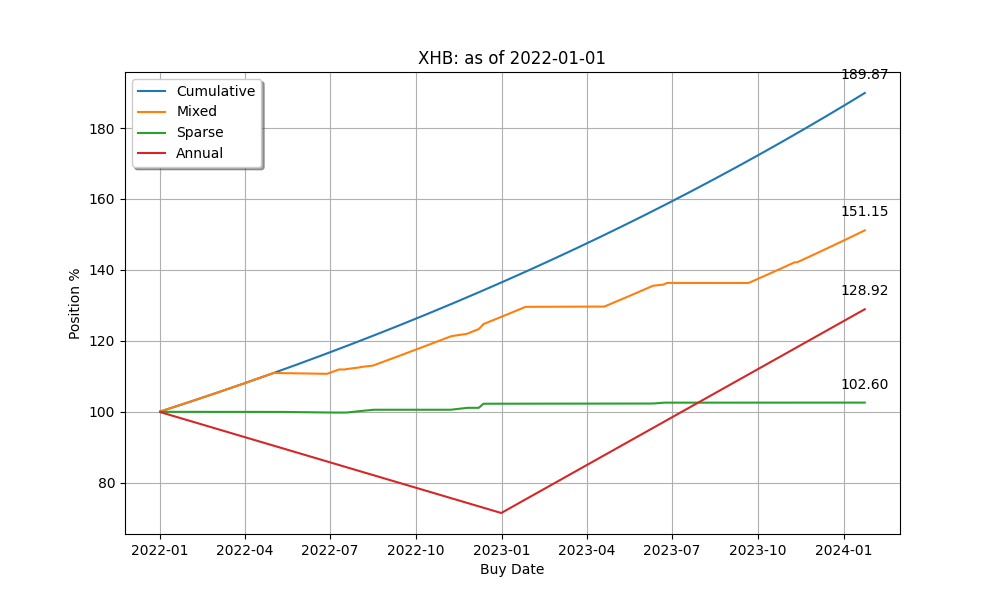 XHB: as of 2022-01-01
189.87
Cumulative
Mixed
Sparse
Annual
180
160
151.15
140
128.92
120
102.60
100
80
Position %
2022-01 2022-04 2022-07 2022-10 2023-01 2023-04 2023-07 2023-10 2024-01
Buy Date